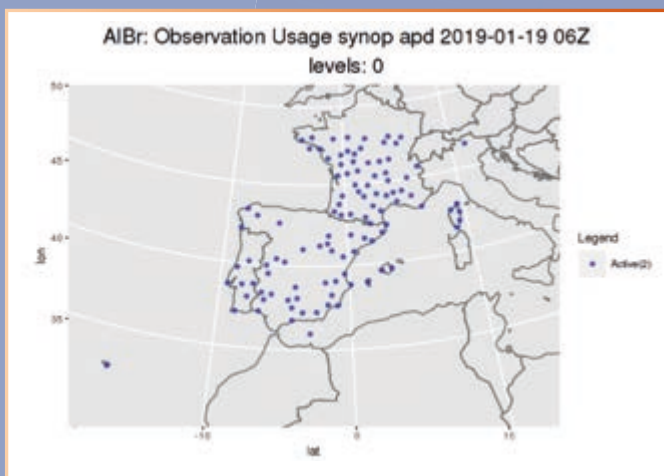 AIBr: Observation Usage synop apd 2019-01-19 06Z
levels: 0
50
45
40
35
lon
-10
0
10
lat
Legend
Active(2)